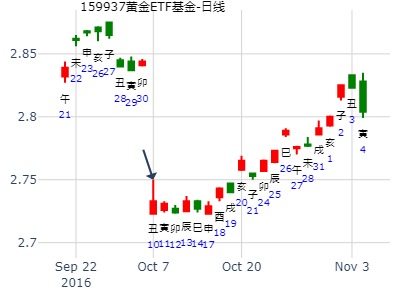 159937黄金ETF基金-日线
2.85
2.8
2.75
2.7
午
21
未
22
申
23
亥
26
子
27
丑
28
寅
29
卯
30
丑
10
寅
11
卯
12
辰
13
巳
14
申
17
酉
18
戌
19
亥
20
子
21
卯
24
辰
25
巳
26
午
27
未
28
戌
31
亥
1
子
2
丑
3
寅
4
Sep 22
2016
Oct 7
Oct 20
Nov 3